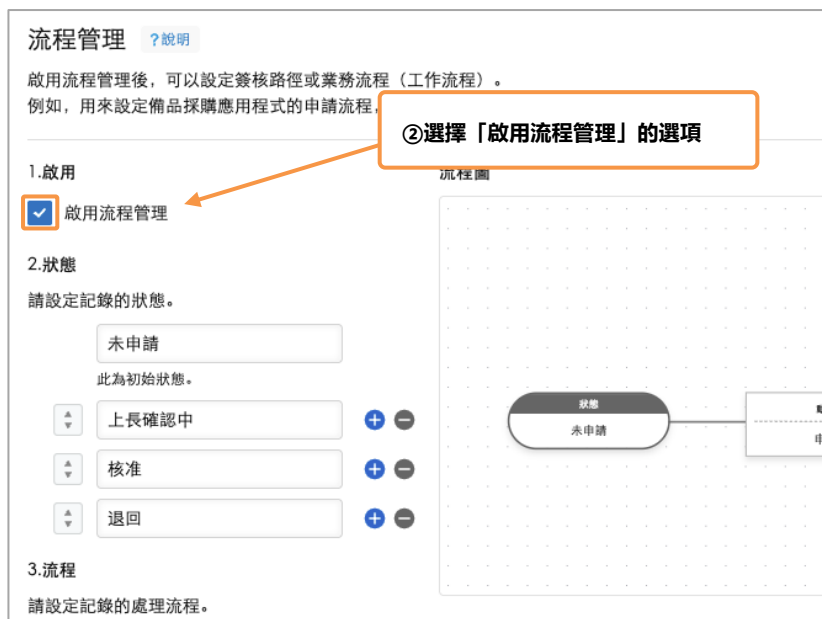 流程管理 ?說明
啟用流程管理後，可以設定簽核路徑或業務流程（工作流程）。
例如，用來設定備品採購應用程式的申請流程，
②選擇「啟用流程管理」的選項
1.啟用
啟用流程管理
2.狀態
請設定記錄的狀態。
未申請
此為初始狀態。
上長確認中
核准
退回
3.流程
請設定記錄的處理流程。
流程圖
狀態
未申請